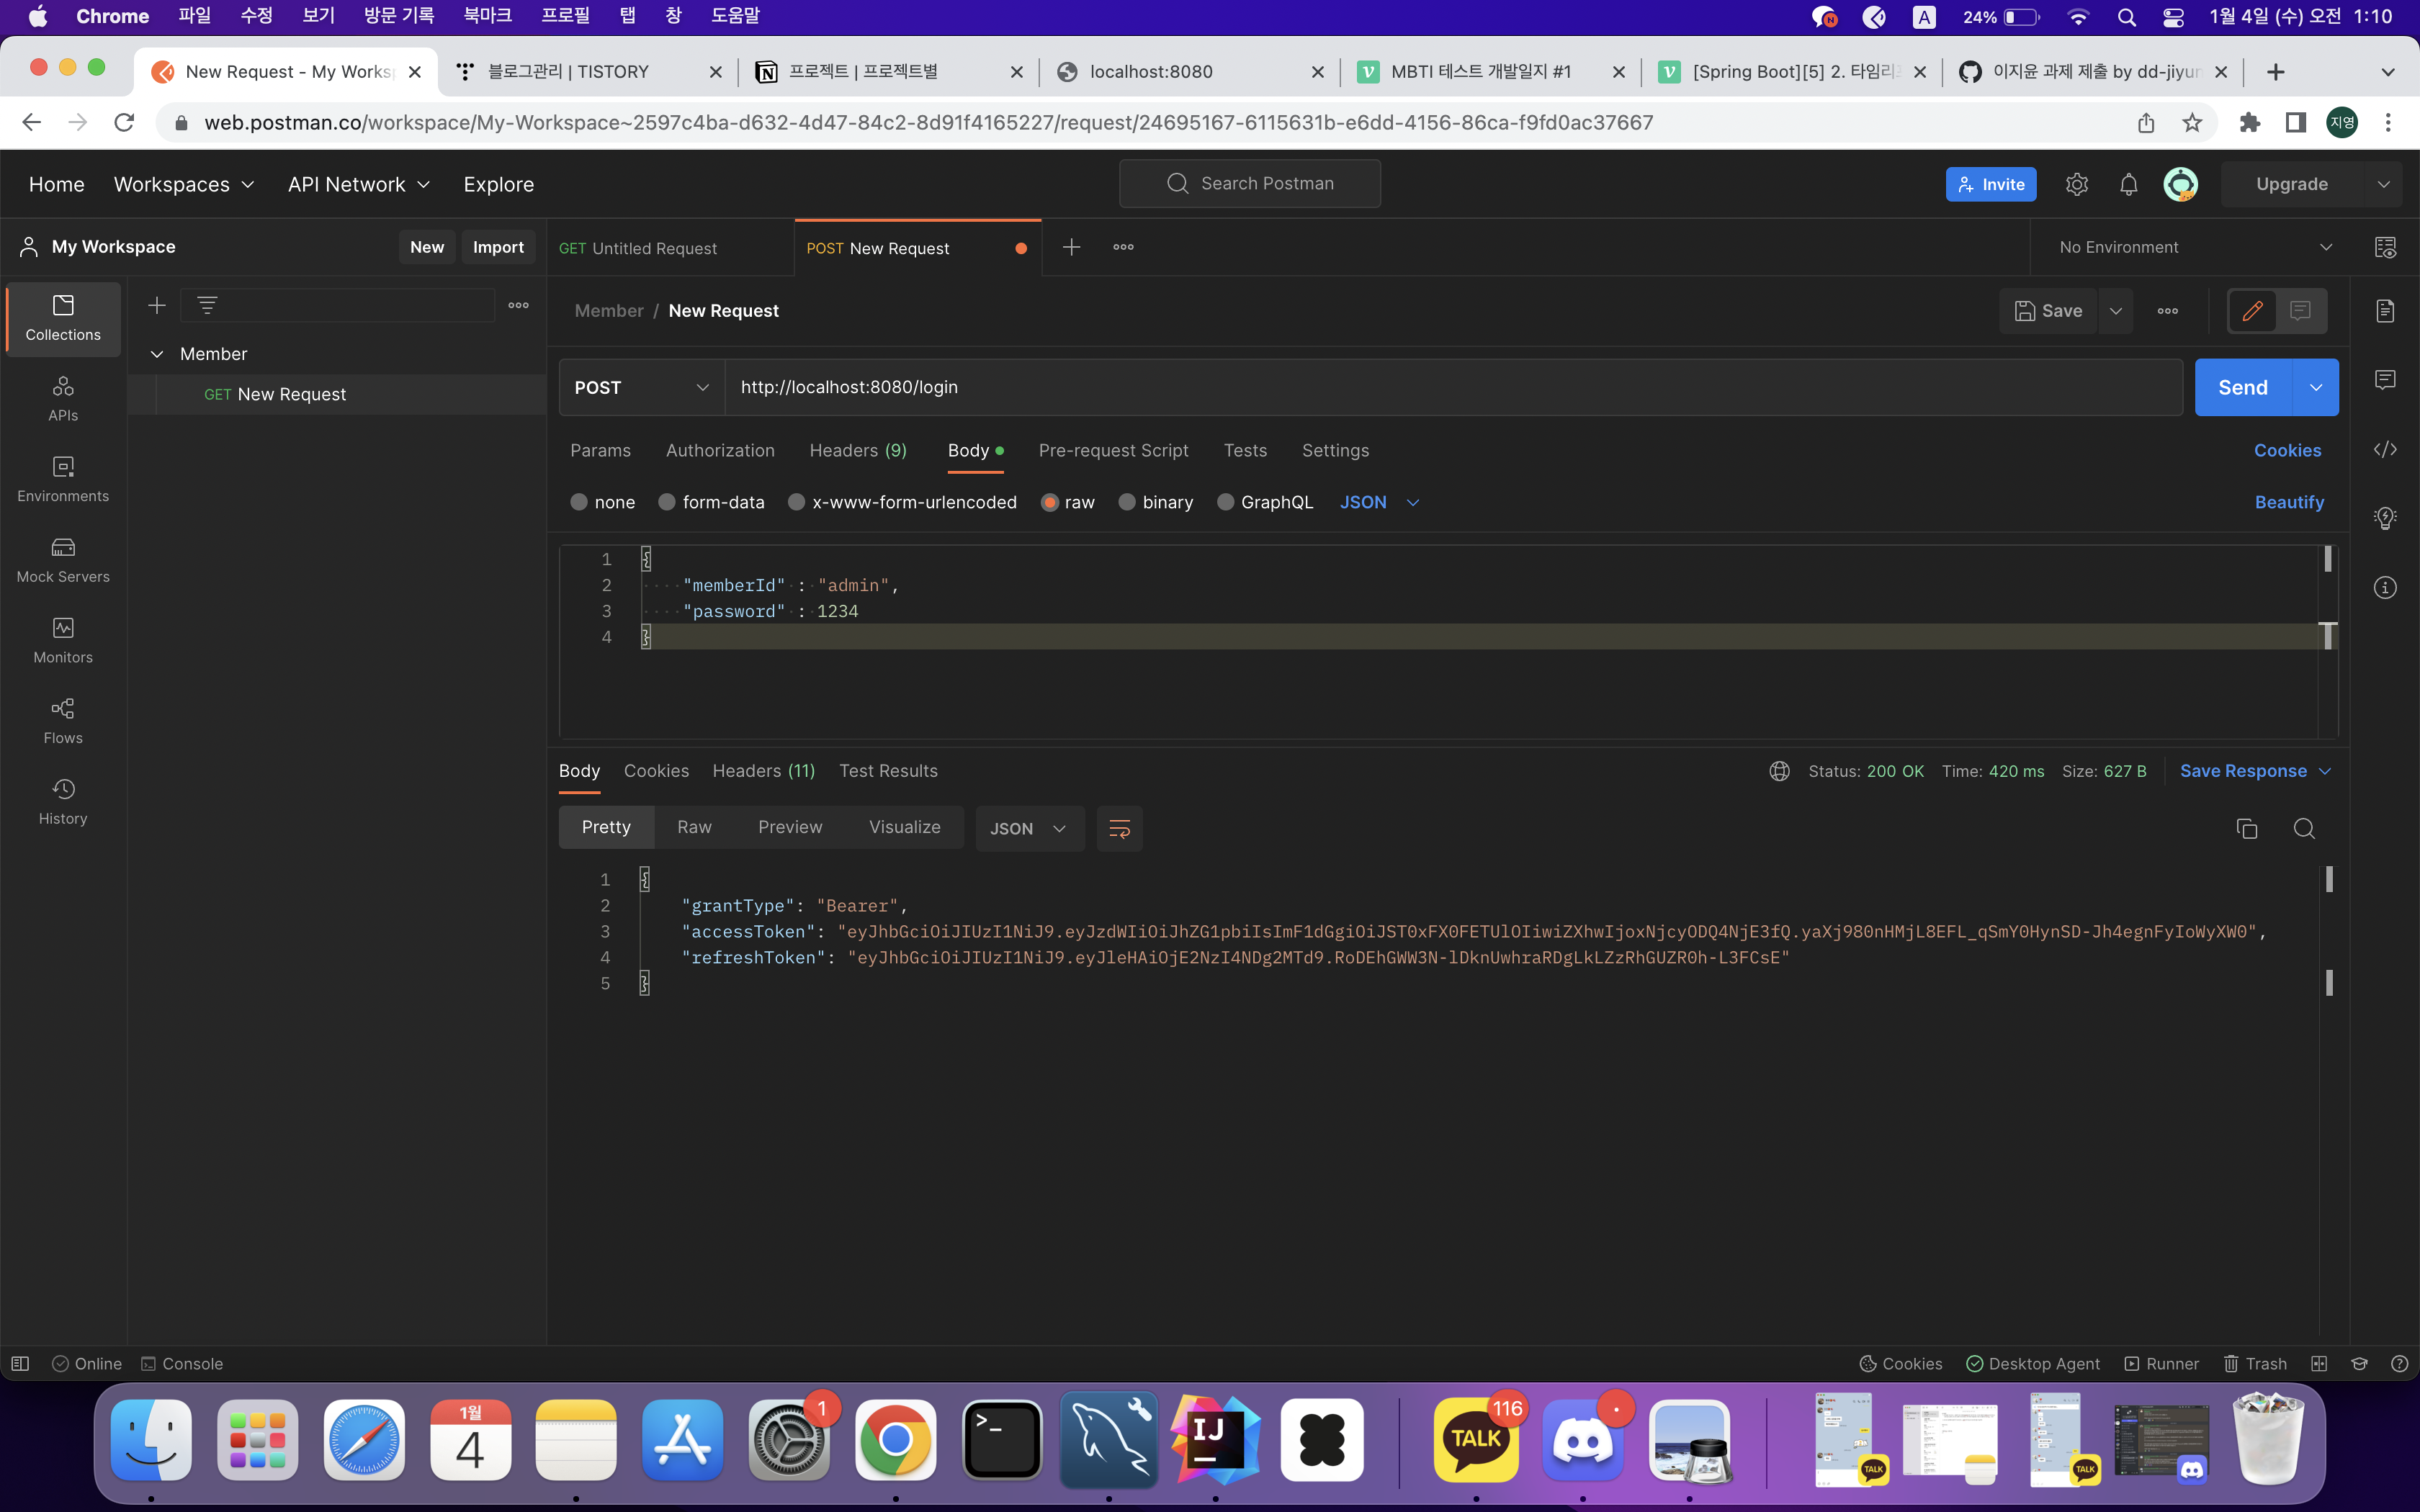 Chrome 파일 수정 보기 방문 기록 북마크 프로필 탭 창 도움말 A 24% 1월 4일 (수) 오전 1:10
New Request - My Works 블로그관리 | TISTORY 프로젝트 | 프로젝트별 localhost:8080 MBTI 테스트 개발일지 #1 [Spring Boot][5] 2. 타임리 이지윤 과제 제출 by dd-jiyun
web.postman.co/workspace/My-Workspace~2597c4ba-d632-4d47-84c2-8d91f4165227/request/24695167-6115631b-e6dd-4156-86ca-f9fd0ac37667 지영
Home Workspaces API Network Explore Search Postman Invite Upgrade
My Workspace New Import GET Untitled Request POST New Request No Environment
Collections
APIs
Environments
Mock Servers
Monitors
Flows
History
Member
GET New Request
Member / New Request Save
POST http://localhost:8080/login Send
Params Authorization Headers (9) Body Pre-request Script Tests Settings Cookies
none form-data x-www-form-urlencoded raw binary GraphQL JSON Beautify
1 {
2 "memberId" : "admin",
3 "password" : 1234
4 }
Body Cookies Headers (11) Test Results Status: 200 OK Time: 420 ms Size: 627 B Save Response
Pretty Raw Preview Visualize JSON
1 {
2 "grantType": "Bearer",
3 "accessToken": "eyJhbGciOiJIUzI1NiJ9.eyJzdWIiOiJhZG1pbiIsImF1dGgiOiJST0xFX0FETUlOIiwiZXhwIjoxNjcyODQ4NjE3fQ.yaXj980nHMjL8EFL_qSmY0HynSD-Jh4egnFyIoWyXW0",
4 "refreshToken": "eyJhbGciOiJIUzI1NiJ9.eyJleHAiOjE2NzI4NDg2MTd9.RoDEhGWW3N-lDknUwhraRDgLkLZzRhGUZR0h-L3FCsE"
5 }
Online Console Cookies Desktop Agent Runner Trash
1월
4
1
>_
IJ
TALK
116
TALK
TALK